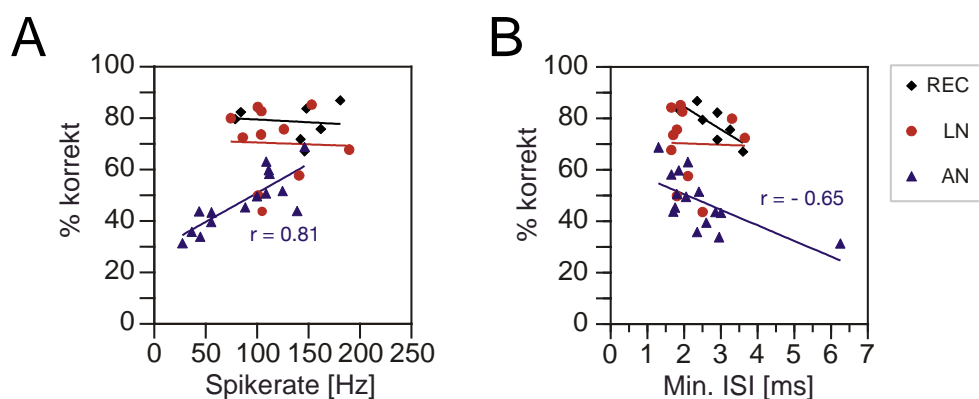 A
B
% korrekt
100
80
60
40
20
0
r = 0.81
0 50 100 150 200 250
Spikerate [Hz]
% korrekt
100
80
60
40
20
0
r = - 0.65
0 1 2 3 4 5 6 7
Min. ISI [ms]
REC
LN
AN